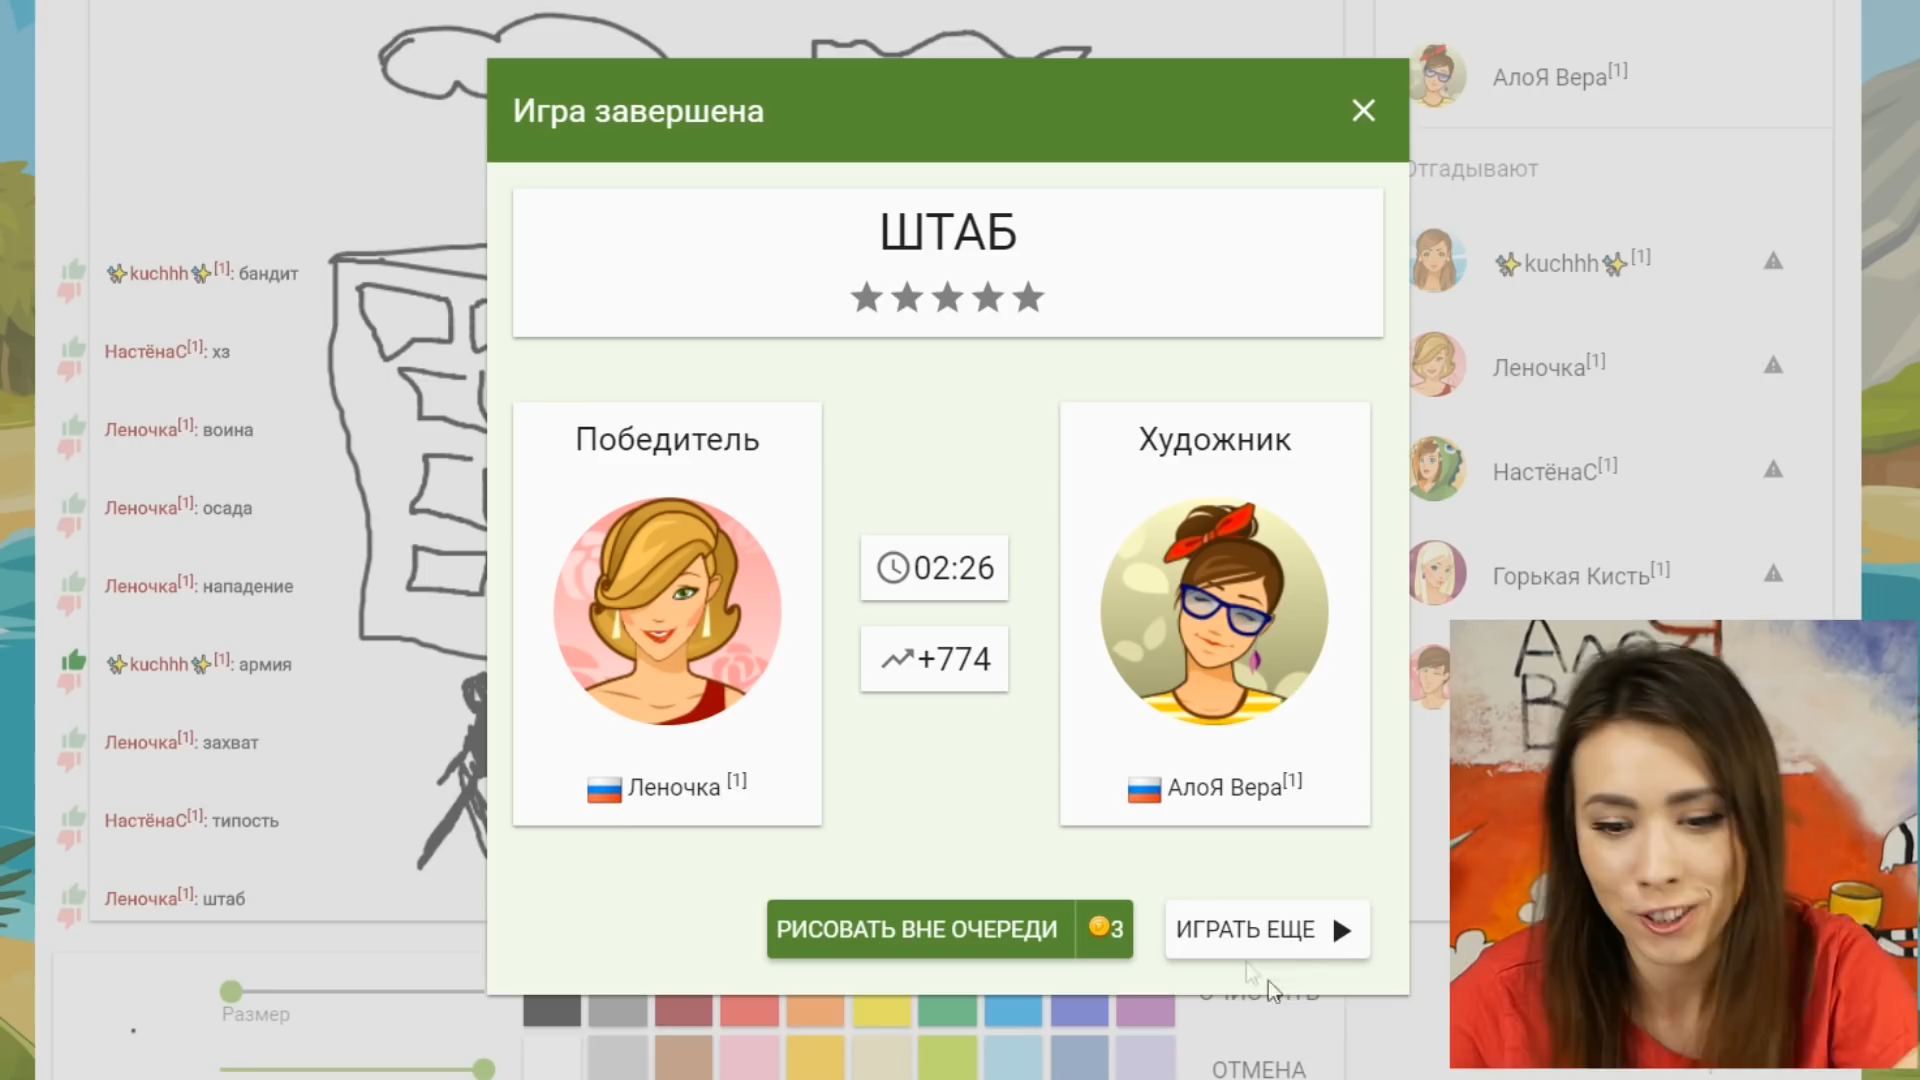 Игра завершена
ШТАБ
Победитель
Леночка [1]
02:26
+774
Художник
АлоЯ Вера[1]
РИСОВАТЬ ВНЕ ОЧЕРЕДИ
3
ИГРАТЬ ЕЩЕ
✨kuchhh✨[1]: бандит
НастёнаС[1]: хз
Леночка[1]: воина
Леночка[1]: осада
Леночка[1]: нападение
✨kuchhh✨[1]: армия
Леночка[1]: захват
НастёнаС[1]: типость
Леночка[1]: штаб
АлоЯ Вера[1]
Отгадывают
✨kuchhh✨[1]
Леночка[1]
НастёнаС[1]
Горькая Кисть[1]
Размер
ОЧИСТИТЬ
ОТМЕНА